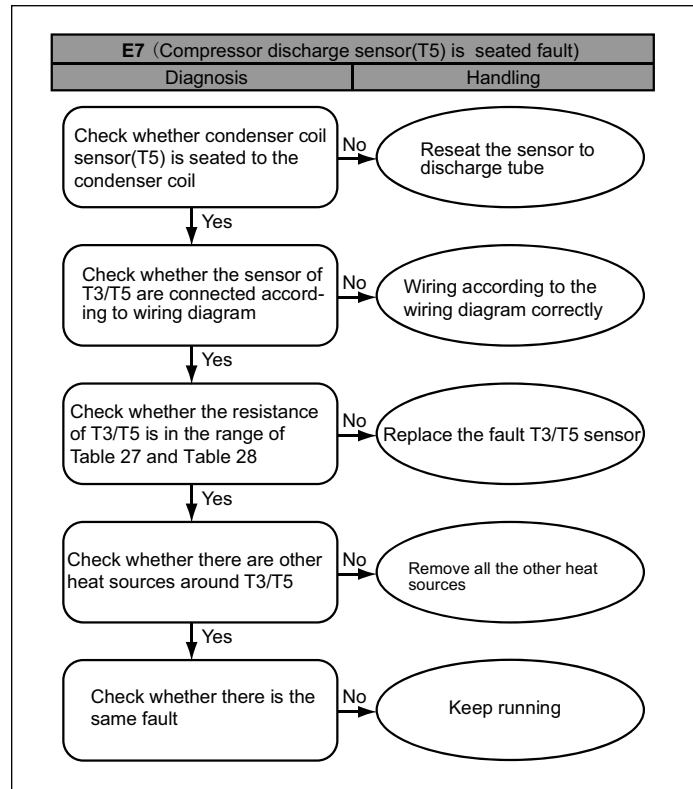 E7 （Compressor discharge sensor(T5) is seated fault)
Diagnosis
Handling
Check whether condenser coil
sensor(T5) is seated to the
condenser coil
No
Reseat the sensor to
discharge tube
Yes
Check whether the sensor of
T3/T5 are connected accord-
ing to wiring diagram
No
Wiring according to the
wiring diagram correctly
Yes
Check whether the resistance
of T3/T5 is in the range of
Table 27 and Table 28
No
Replace the fault T3/T5 sensor
Yes
Check whether there are other
heat sources around T3/T5
No
Remove all the other heat
sources
Yes
Check whether there is the
same fault
No
Keep running